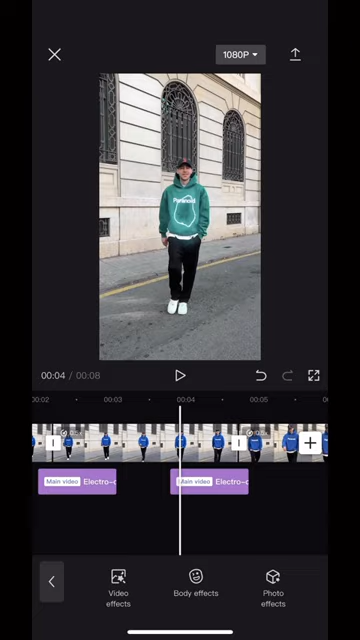 1080P
Paranoid
00:04 / 00:08
00:02 00:03 00:04 00:05
Main video Electro-
Main video Electro-
Video effects
Body effects
Photo effects